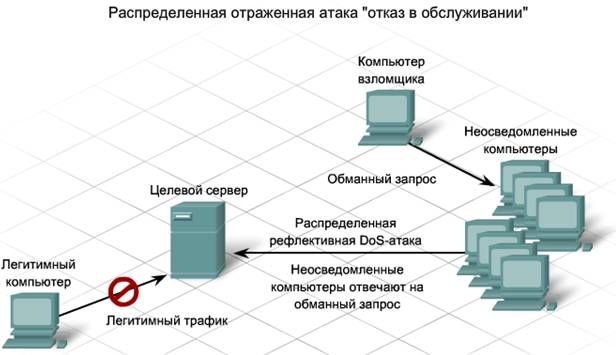 Распределенная отраженная атака "отказ в обслуживании"
Компьютер
взломщика
Неосведомленные
компьютеры
Обманный запрос
Целевой сервер
Распределенная
рефлективная DoS-атака
Неосведомленные
компьютеры отвечают на
обманный запрос
Легитимный
компьютер
Легитимный трафик